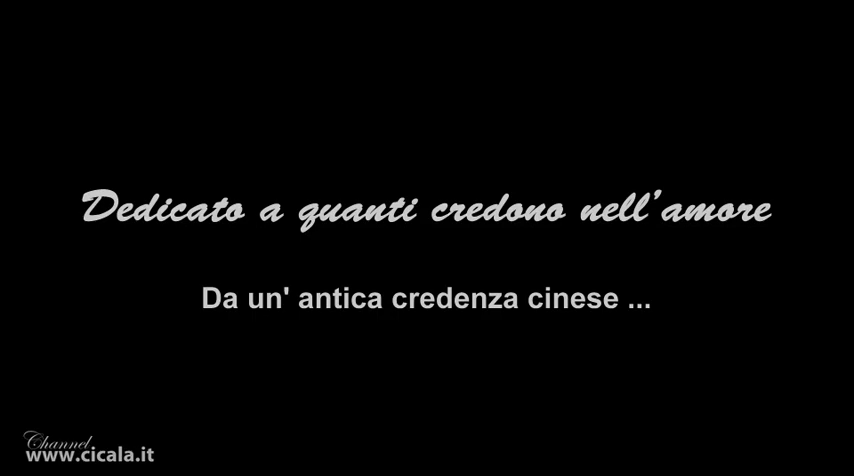 Dedicato a quanti credono nell'amore
Da un' antica credenza cinese ...
Channel
www.cicala.it